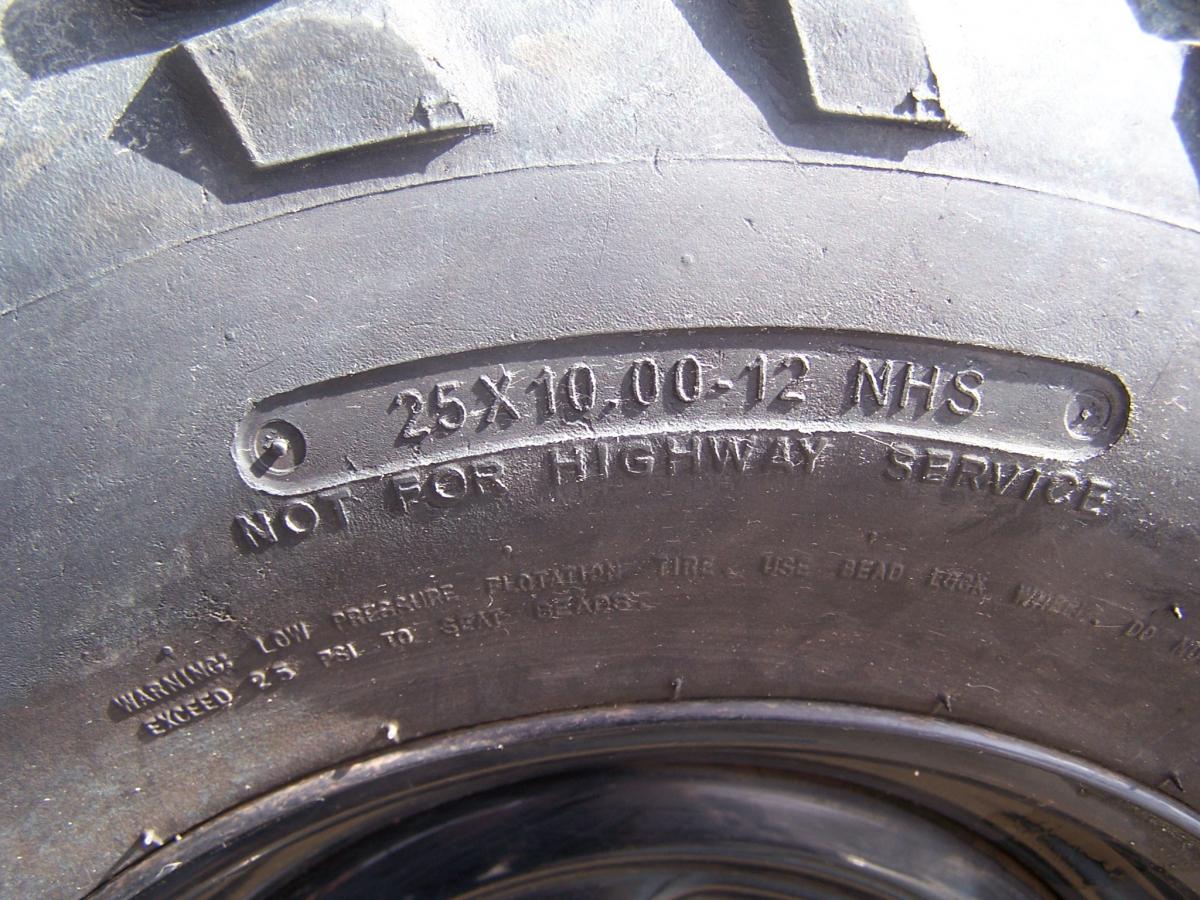 25X10.00-12 NHS
NOT FOR HIGHWAY SERVICE
WARNING: LOW PRESSURE FLOTATION TIRE. USE BEAD LOCK WHEEL. DO
EXCEED 25 PSI. TO SEAT BEADS.